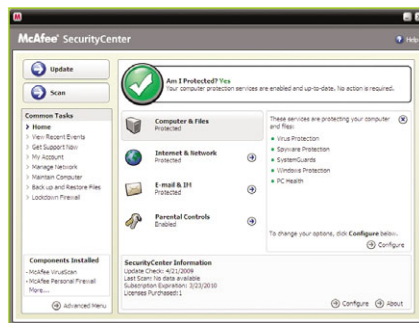 McAfee SecurityCenter
Help
Update
Scan
Am I Protected? Yes
Your computer protection services are enabled and up-to-date. No action is required.
Common Tasks
Home
View Recent Events
Get Support Now
My Account
Manage Network
Maintain Computer
Back up and Restore Files
Lockdown Firewall
Components Installed
- McAfee VirusScan
- McAfee Personal Firewall
More...
Advanced Menu
Computer & Files
Protected
Internet & Network
Protected
E-mail & IM
Protected
Parental Controls
Enabled
These services are protecting your computer
and files:
Virus Protection
Spyware Protection
SystemGuards
Windows Protection
PC Health
To change your options, click Configure below.
Configure
SecurityCenter Information
Update Check: 4/21/2009
Last Scan: No data available
Subscription Expiration: 3/23/2010
Licenses Purchased: 1
Configure
About